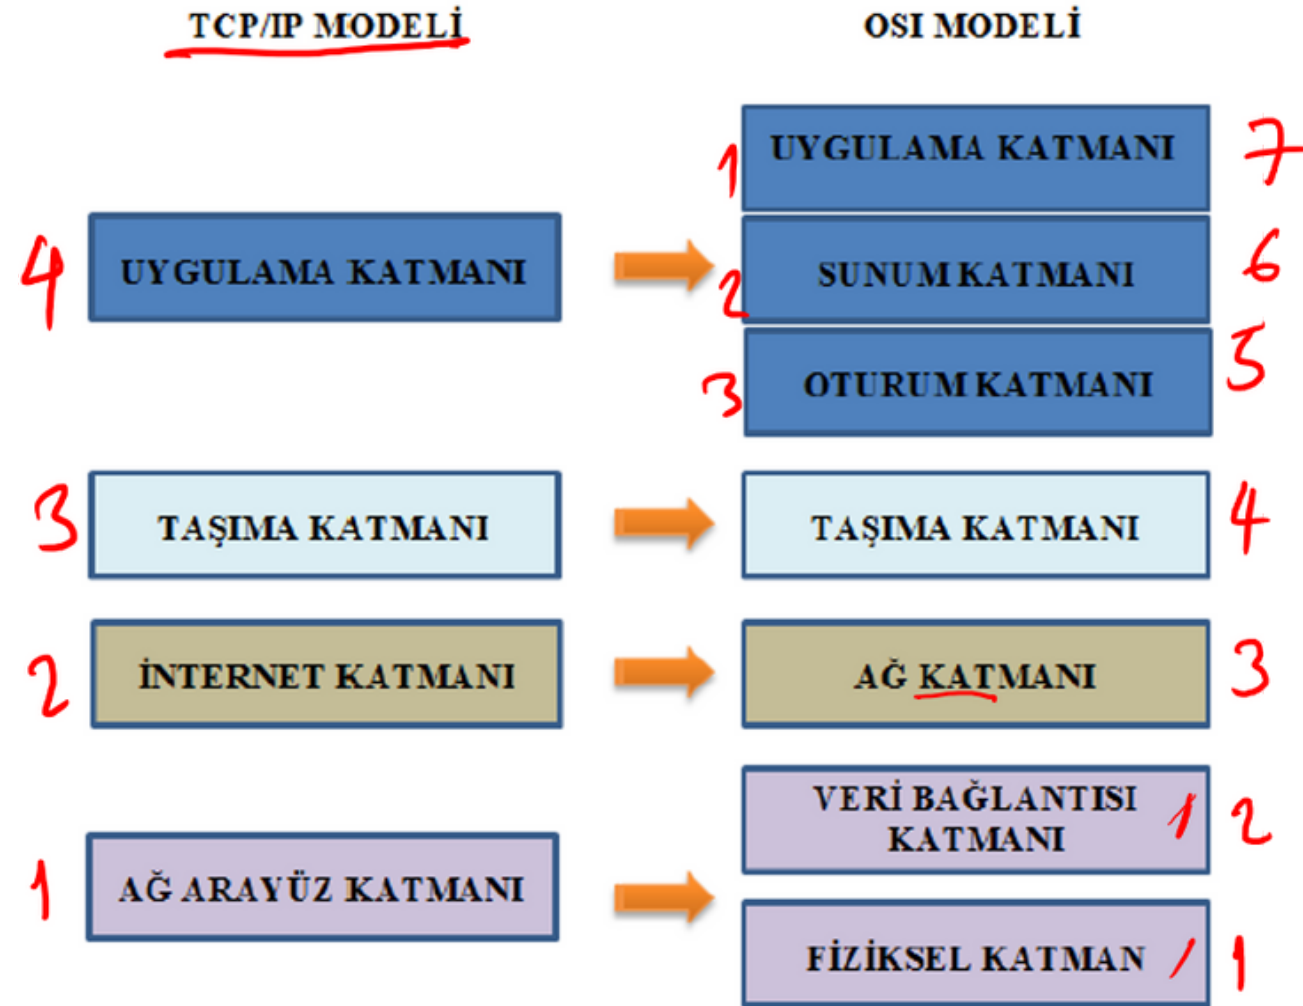 TCP/IP MODELİ
OSI MODELİ
1 UYGULAMA KATMANI 7
4 UYGULAMA KATMANI
2 SUNUM KATMANI 6
3 OTURUM KATMANI 5
3 TAŞIMA KATMANI
TAŞIMA KATMANI 4
2 İNTERNET KATMANI
AĞ KATMANI 3
VERİ BAĞLANTISI
KATMANI 1 2
1 AĞ ARAYÜZ KATMANI
FİZİKSEL KATMAN / 1